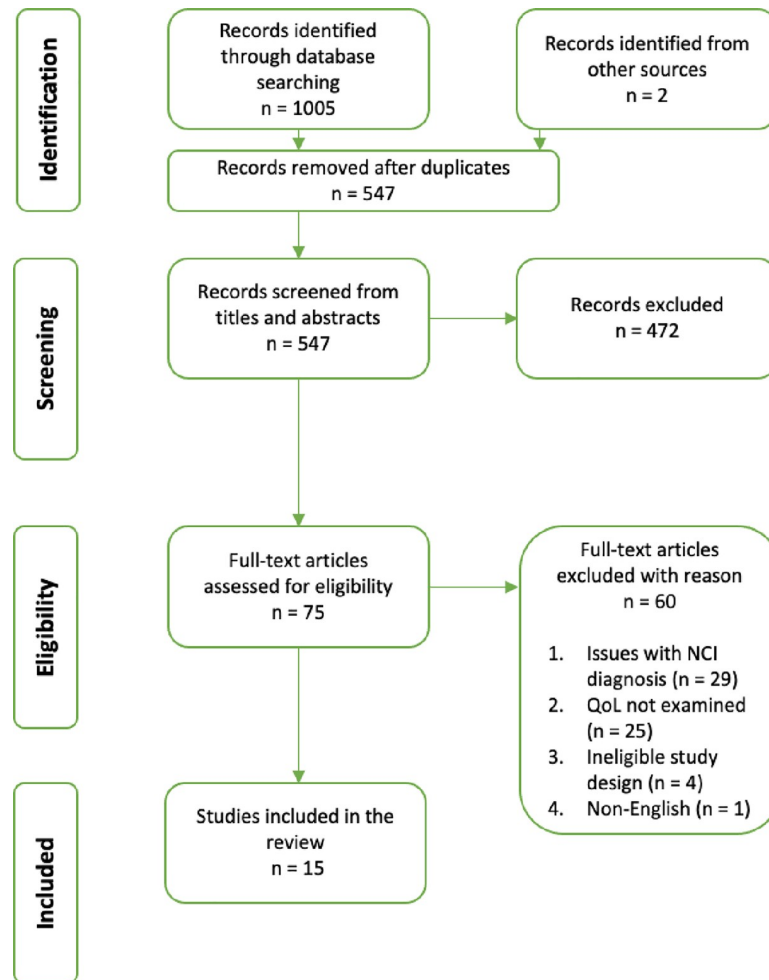 Identification
Records identified
through database
searching
n = 1005
Records identified from
other sources
n = 2
Records removed after duplicates
n = 547
Screening
Records screened from
titles and abstracts
n = 547
Records excluded
n = 472
Eligibility
Full-text articles
assessed for eligibility
n = 75
Full-text articles
excluded with reason
n = 60
1. Issues with NCI
diagnosis (n = 29)
2. QoL not examined
(n = 25)
3. Ineligible study
design (n = 4)
4. Non-English (n = 1)
Included
Studies included in the
review
n = 15